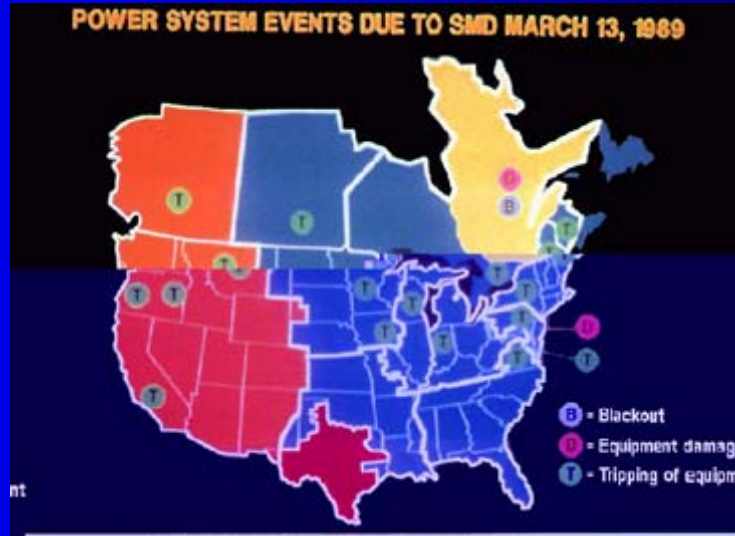 POWER SYSTEM EVENTS DUE TO SMD MARCH 13, 1989
T
T
D
B
T
T
T
T
T
T
T
T
T
T
T
D
T
T
T
T
B = Blackout
D = Equipment damag
T = Tripping of equipm
nt